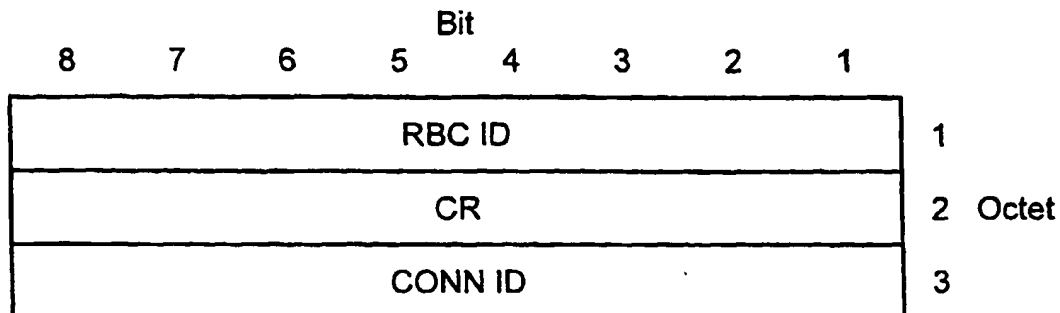 Bit
8 7 6 5 4 3 2 1
RBC ID 1
CR 2 Octet
CONN ID 3